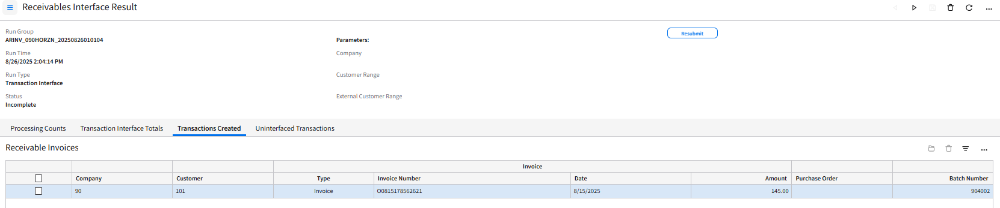 Receivables Interface Result
Run Group
ARINV_090HORZN_20250826010104
Parameters:
Resubmit
Run Time
8/26/2025 2:04:14 PM
Company
Run Type
Transaction Interface
Customer Range
Status
Incomplete
External Customer Range
Processing Counts Transaction Interface Totals Transactions Created Uninterfaced Transactions
Receivable Invoices
Invoice
Company Customer Type Invoice Number Date Amount Purchase Order Batch Number
90 101 Invoice O0815178562621 8/15/2025 145.00 904002